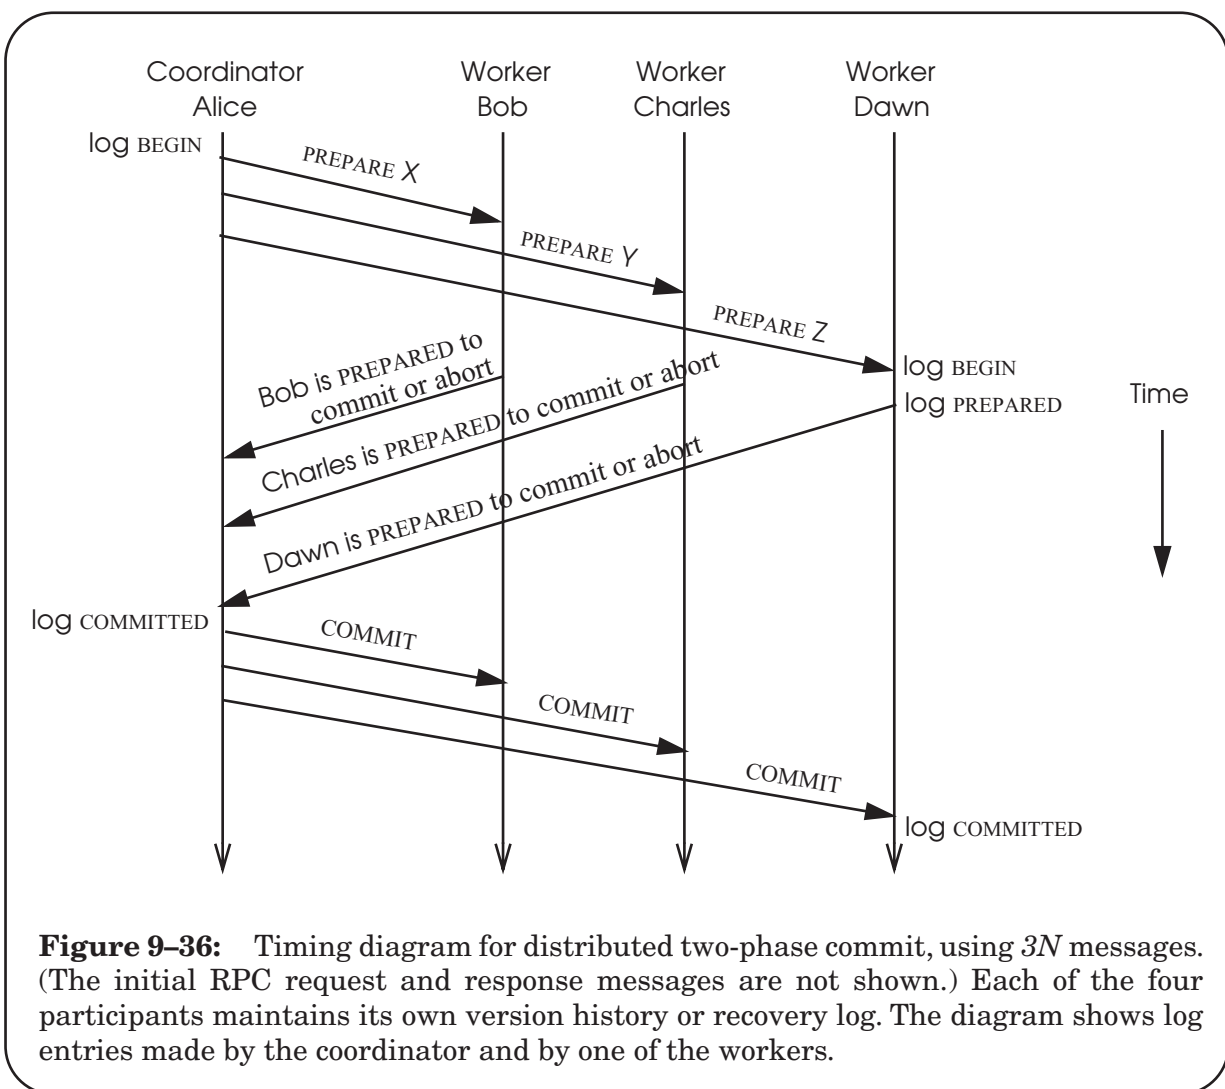 Coordinator
Alice
Worker
Bob
Worker
Charles
Worker
Dawn
log BEGIN
PREPARE X
PREPARE Y
PREPARE Z
Bob is PREPARED to
commit or abort
log BEGIN
log PREPARED
Time
Charles is PREPARED to commit or abort
Dawn is PREPARED to commit or abort
log COMMITTED
COMMIT
COMMIT
COMMIT
log COMMITTED
Figure 9–36: Timing diagram for distributed two-phase commit, using 3N messages.
(The initial RPC request and response messages are not shown.) Each of the four
participants maintains its own version history or recovery log. The diagram shows log
entries made by the coordinator and by one of the workers.